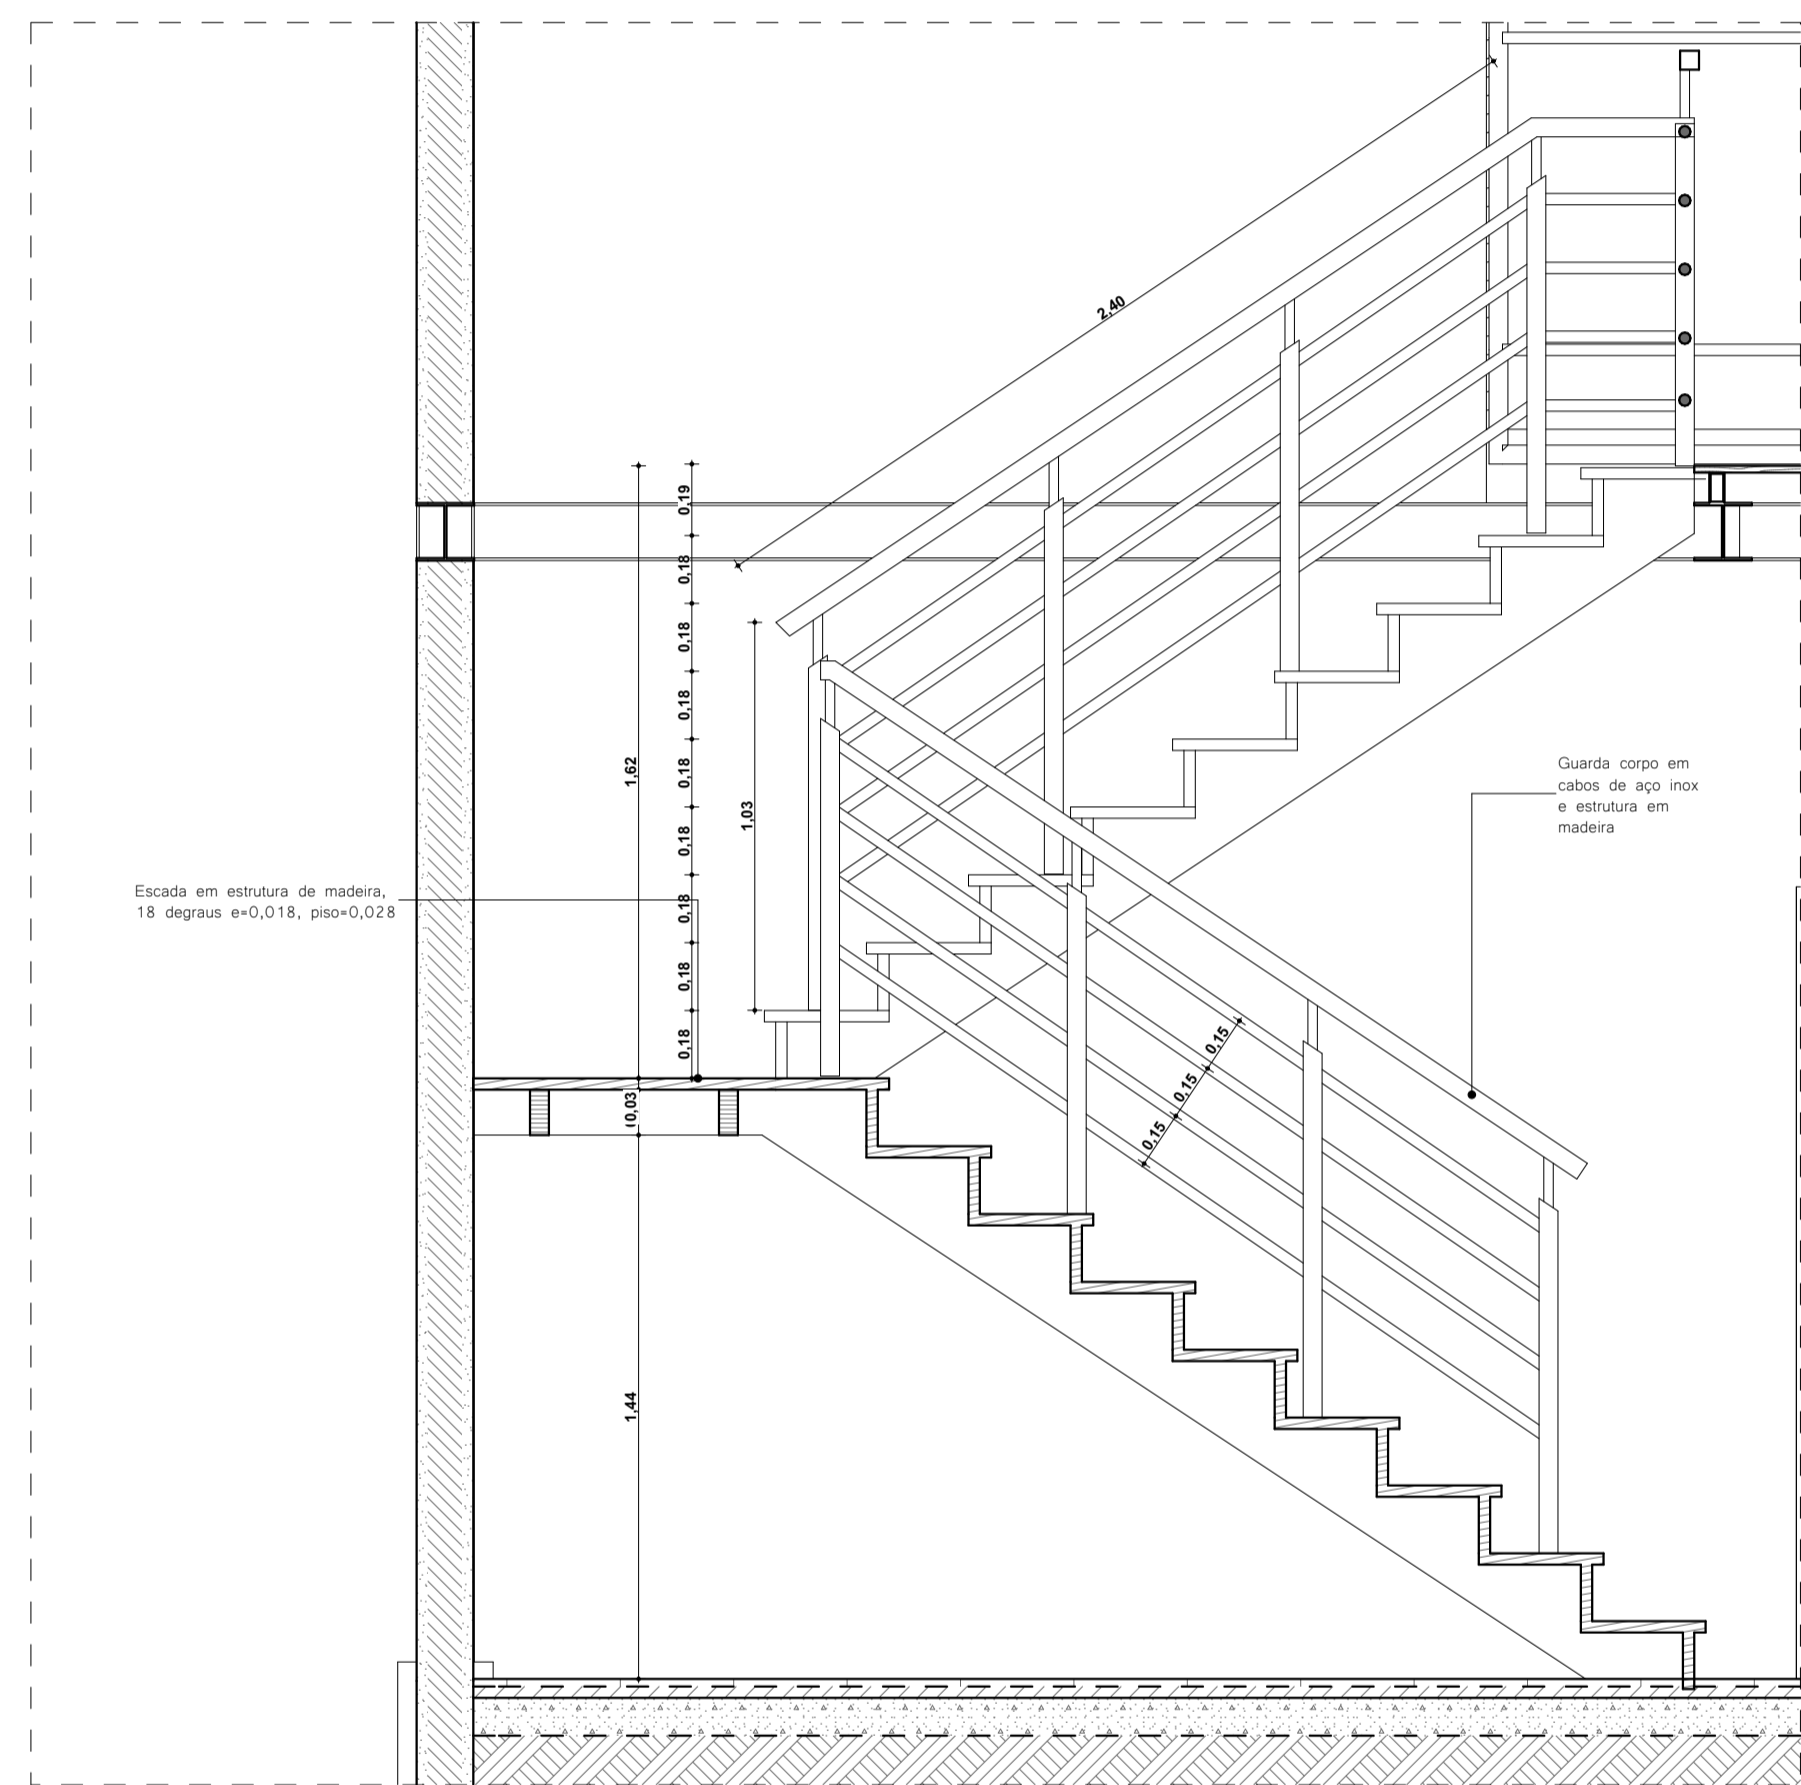 2,40
0,19
0,18
0,18
0,18
0,18
0,18
0,18
0,18
0,18
1,62
1,03
Guarda corpo em
cabos de aço inox
e estrutura em
madeira
Escada em estrutura de madeira,
18 degraus e=0,018, piso=0,028
0,15
0,15
0,15
0,03
1,44